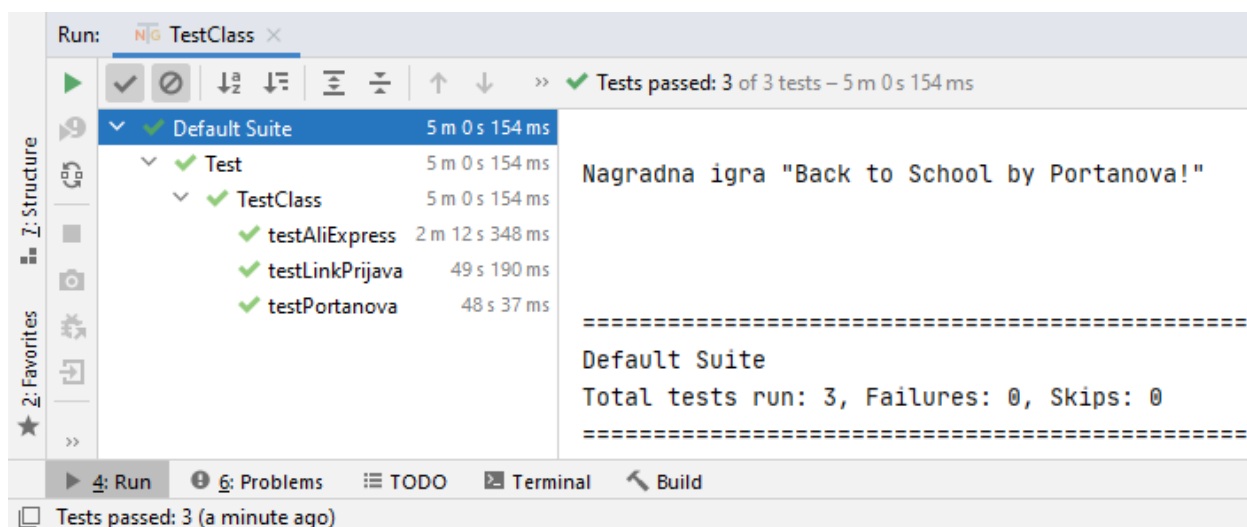 Run: NG TestClass
Tests passed: 3 of 3 tests – 5 m 0 s 154 ms
Default Suite 5 m 0 s 154 ms
Test 5 m 0 s 154 ms
TestClass 5 m 0 s 154 ms
testAliExpress 2 m 12 s 348 ms
testLinkPrijava 49 s 190 ms
testPortanova 48 s 37 ms
Nagradna igra "Back to School by Portanova!"
===============================================
Default Suite
Total tests run: 3, Failures: 0, Skips: 0
===============================================
7: Structure
2: Favorites
4: Run 6: Problems TODO Terminal Build
Tests passed: 3 (a minute ago)